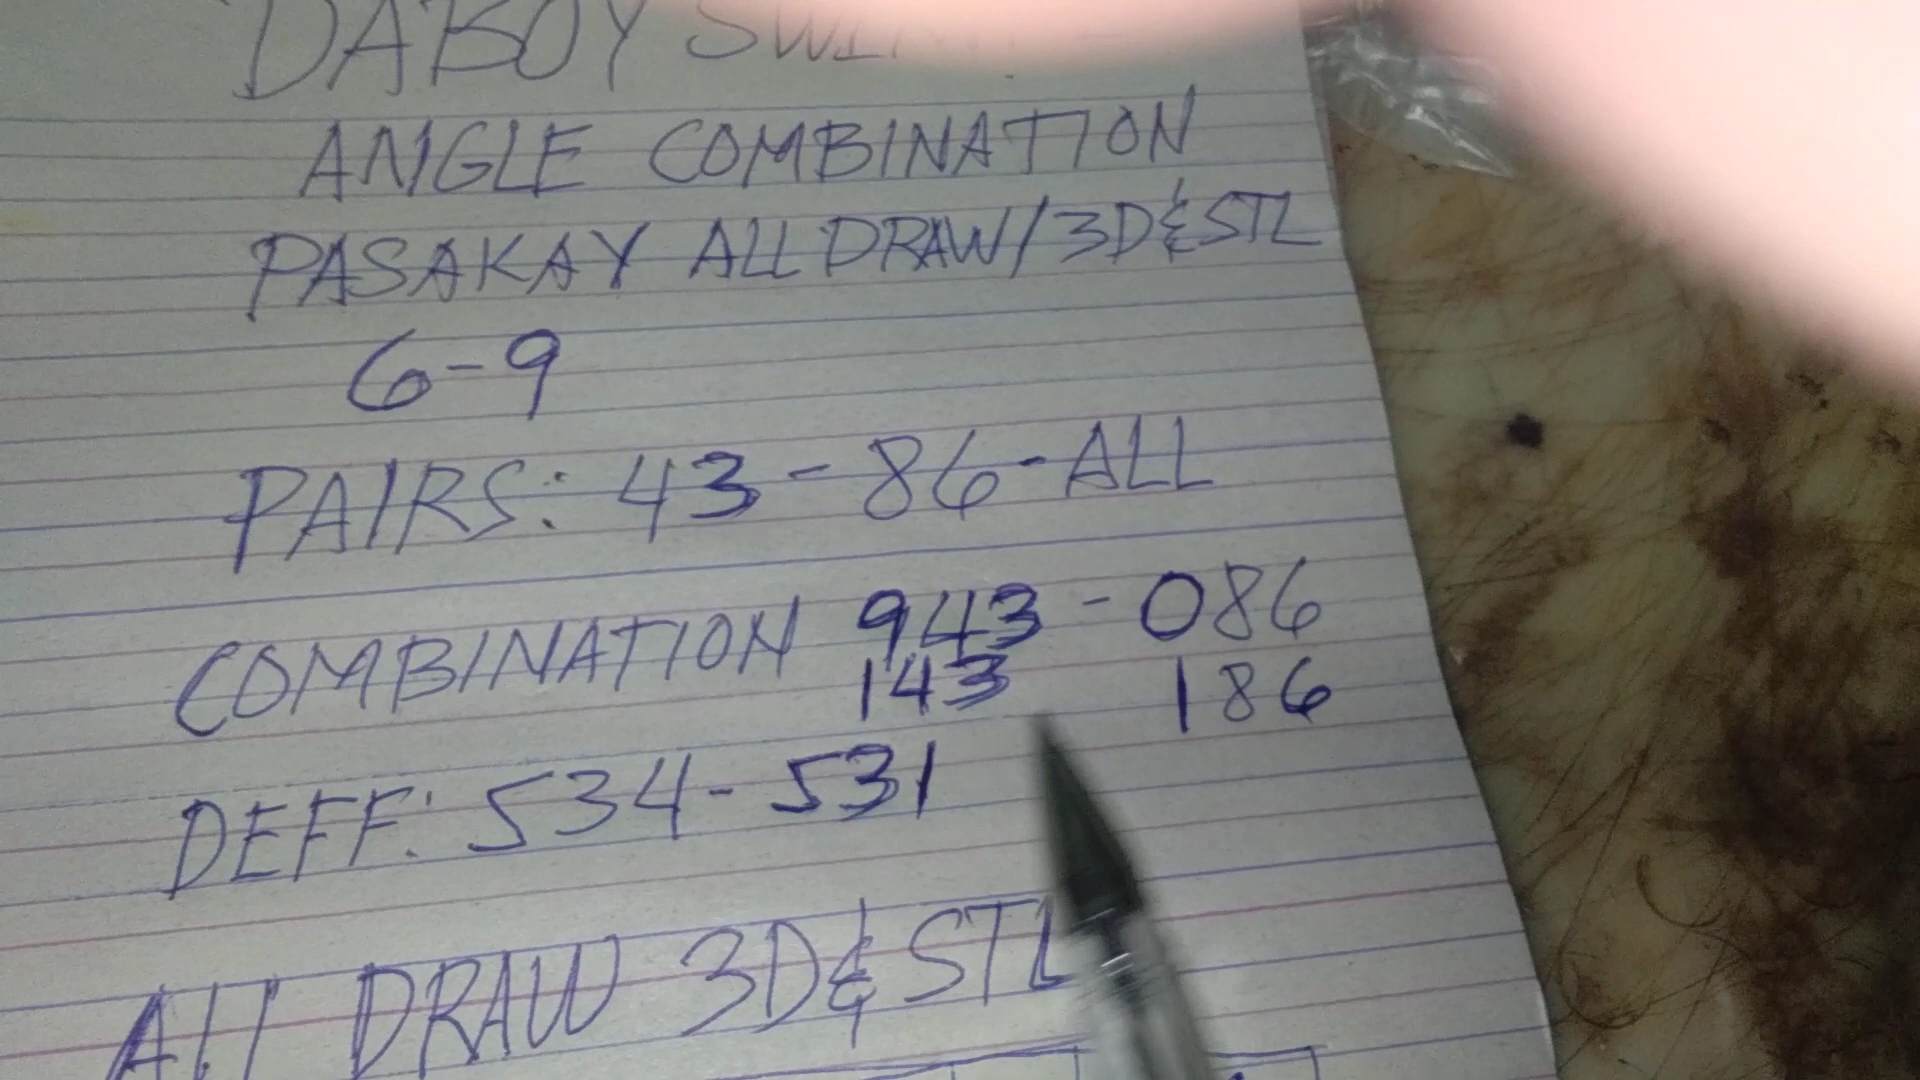 DABOY
ANGLE COMBINATION
PASAKAY ALL DRAW/3D&STL
6-9
PAIRS: 43-86-ALL
COMBINATION 943-086
143 186
DEFF: 534-531
All DRAW 3D&STL